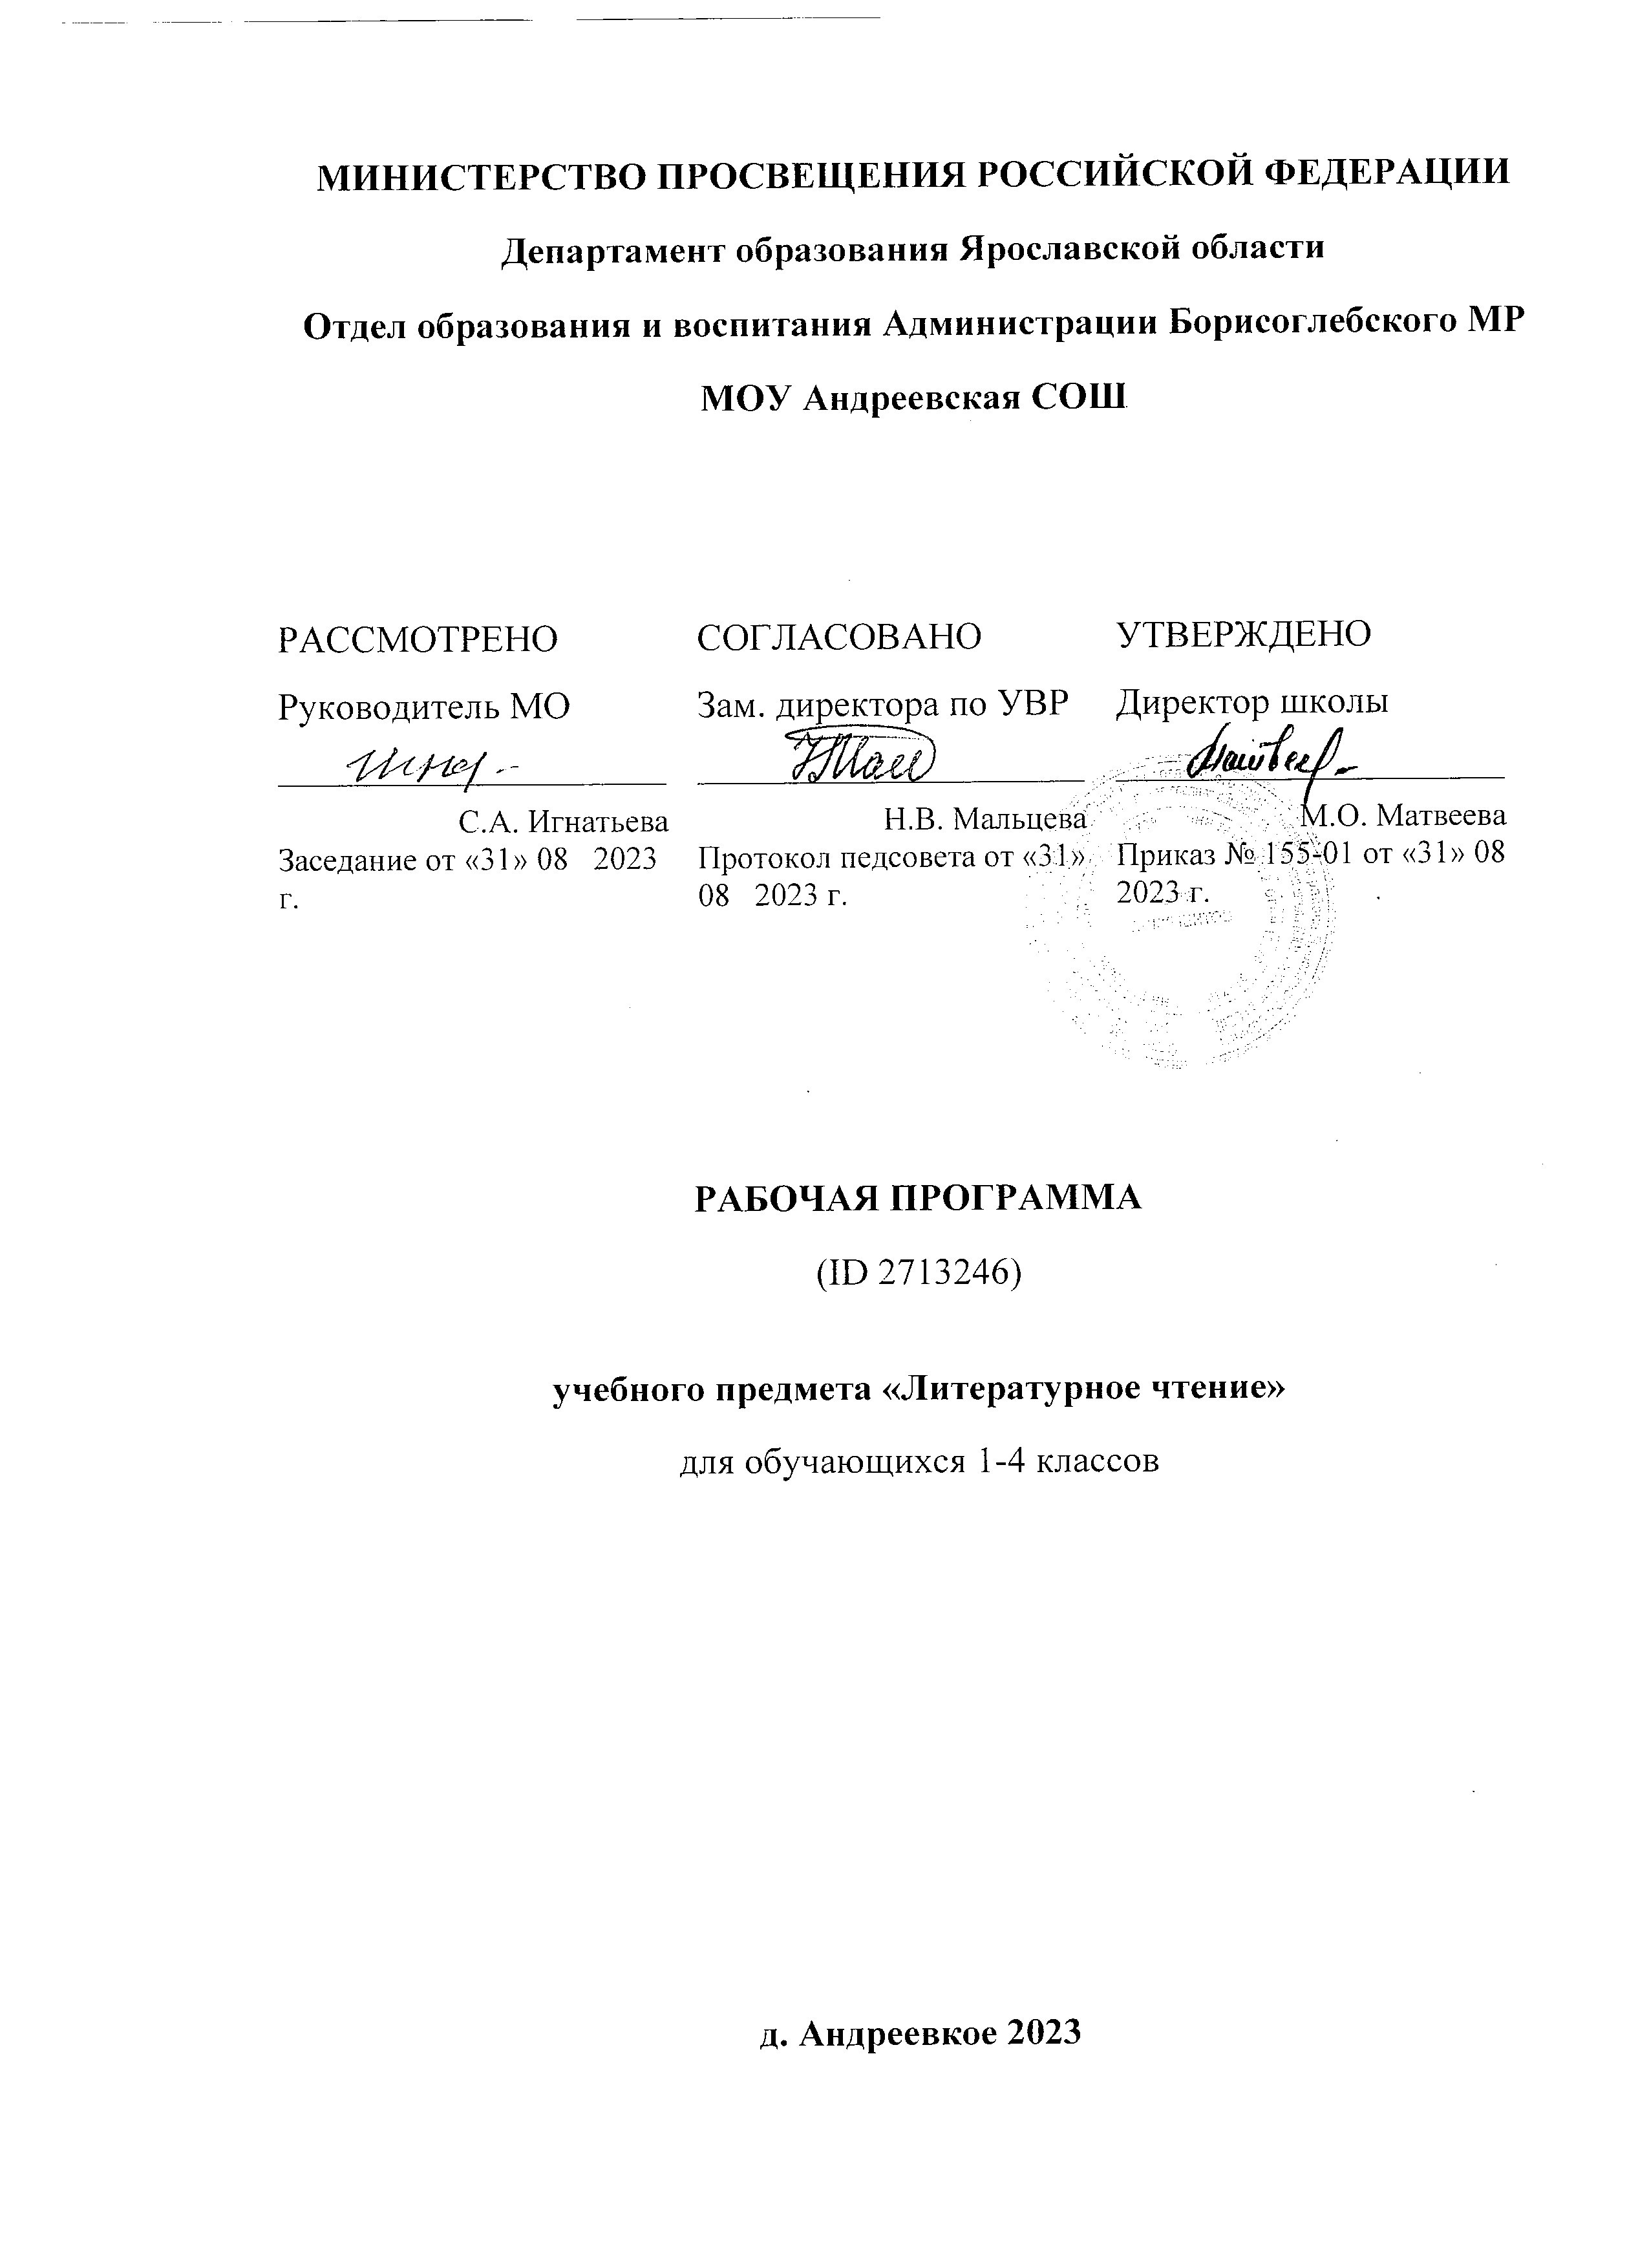 МИНИСТЕРСТВО ПРОСВЕЩЕНИЯ РОССИЙСКОЙ ФЕДЕРАЦИИ
Департамент образования Ярославской области
Отдел образования и воспитания Администрации Борисоглебского МР
МОУ Андреевская СОШ
РАССМОТРЕНО
Руководитель МО
С.А. Игнатьева
Заседание от «31» 08 2023
г.
СОГЛАСОВАНО
Зам. директора по УВР
Н.В. Мальцева
Протокол педсовета от «31»
08 2023 г.
УТВЕРЖДЕНО
Директор школы
М.О. Матвеева
Приказ № 155-01 от «31» 08
2023 г.
РАБОЧАЯ ПРОГРАММА
(ID 2713246)
учебного предмета «Литературное чтение»
для обучающихся 1-4 классов
д. Андреевкое 2023